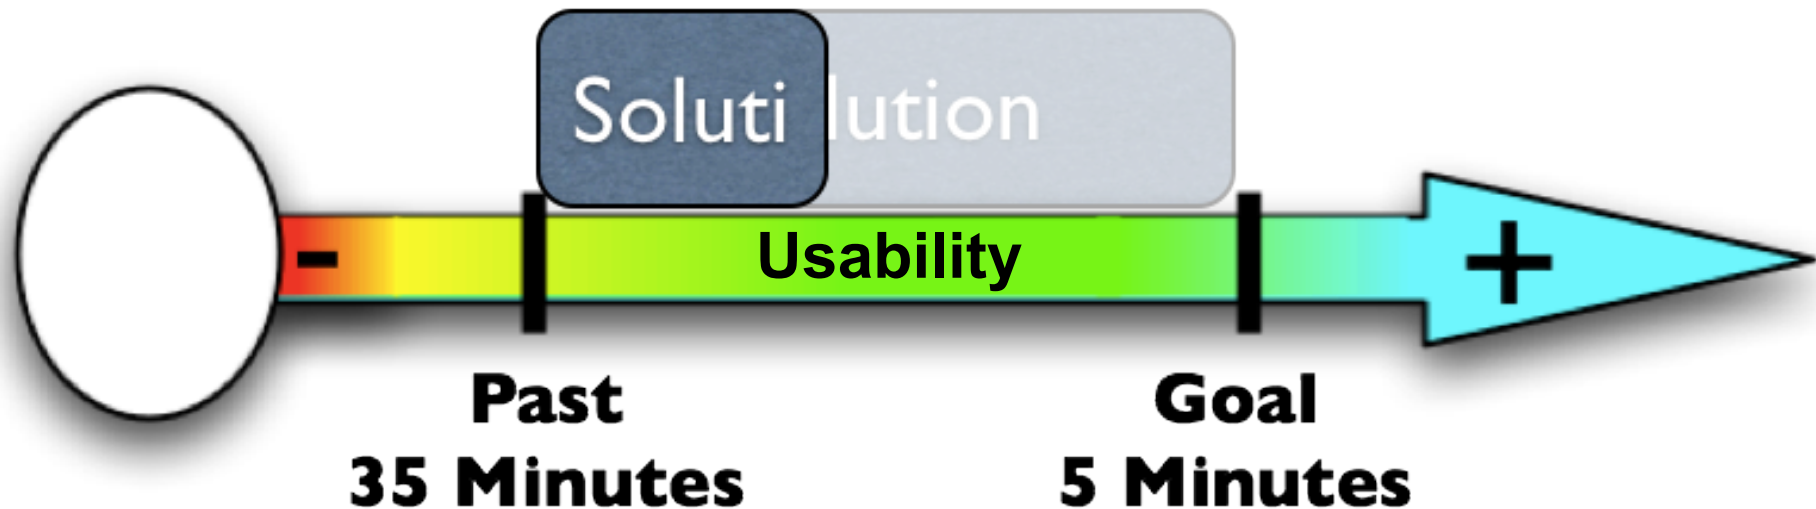 Soluti lution
- Usability +
Past Goal
35 Minutes 5 Minutes